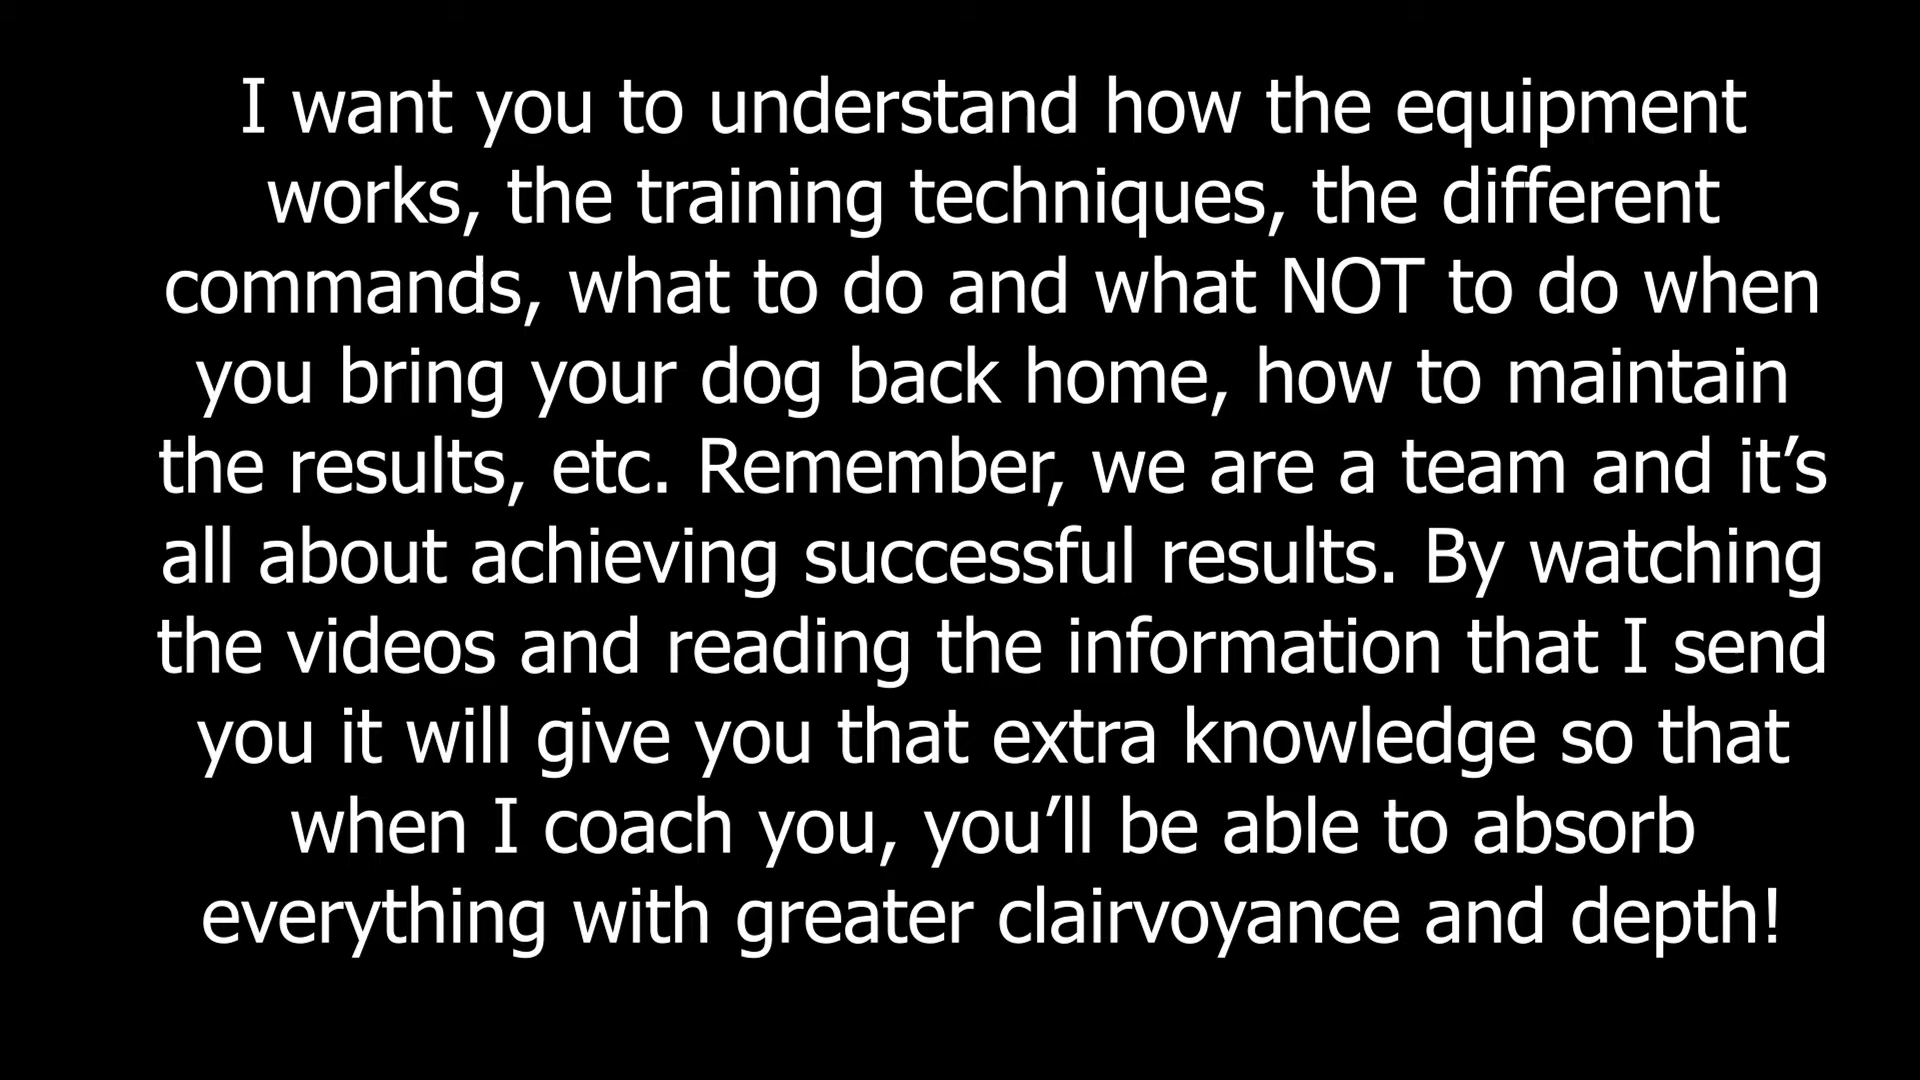 I want you to understand how the equipment
works, the training techniques, the different
commands, what to do and what NOT to do when
you bring your dog back home, how to maintain
the results, etc. Remember, we are a team and it’s
all about achieving successful results. By watching
the videos and reading the information that I send
you it will give you that extra knowledge so that
when I coach you, you’ll be able to absorb
everything with greater clairvoyance and depth!